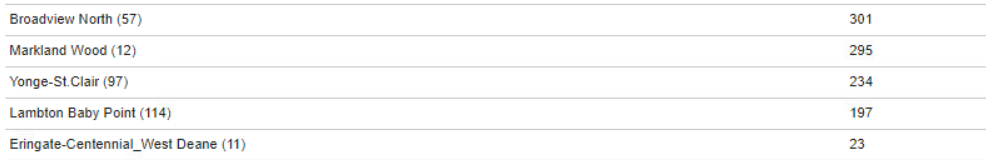 Broadview North (57) 301
Markland Wood (12) 295
Yonge-St.Clair (97) 234
Lambton Baby Point (114) 197
Eringate-Centennial_West Deane (11) 23